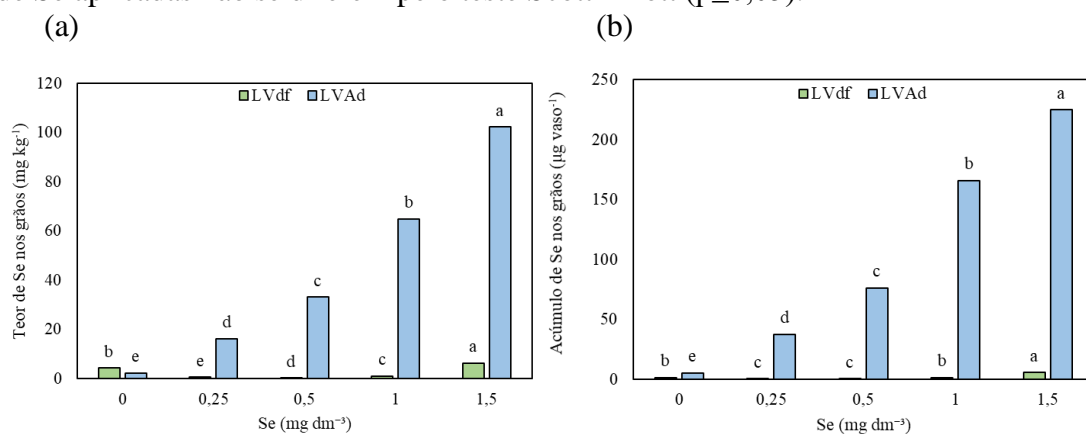 (a) (b)
120
100
80
60
40
20
0
Teor de Se nos grãos (mg kg⁻¹)
LVdf LVAd
b e e d d c c b a a
0 0,25 0,5 1 1,5
Se (mg dm⁻³)
250
200
150
100
50
0
Acúmulo de Se nos grãos (µg vaso⁻¹)
LVdf LVAd
b e c d c c b b a a
0 0,25 0,5 1 1,5
Se (mg dm⁻³)